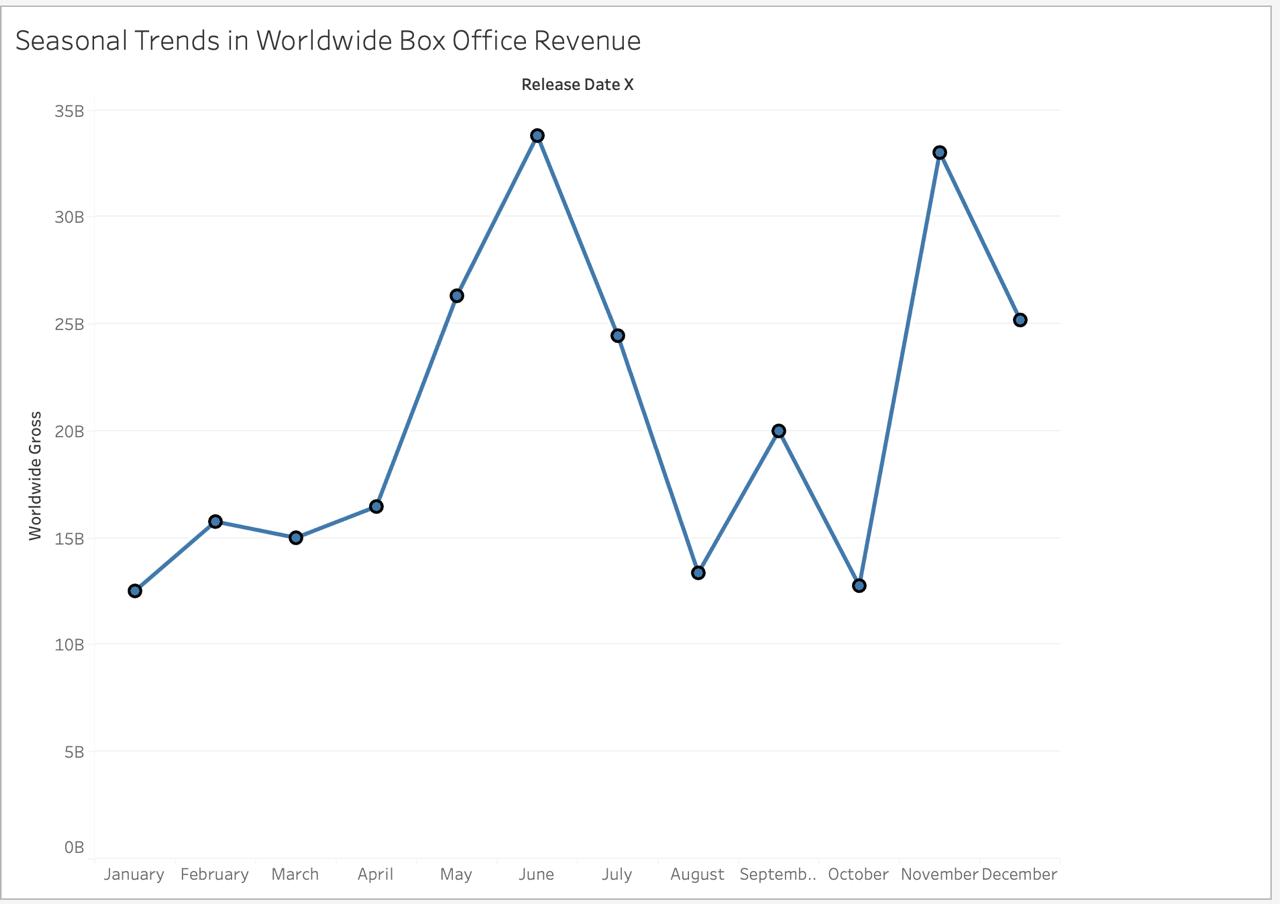 Seasonal Trends in Worldwide Box Office Revenue
Release Date X
35B
30B
25B
20B
15B
10B
5B
0B
Worldwide Gross
January February March April May June July August Septemb.. October November December